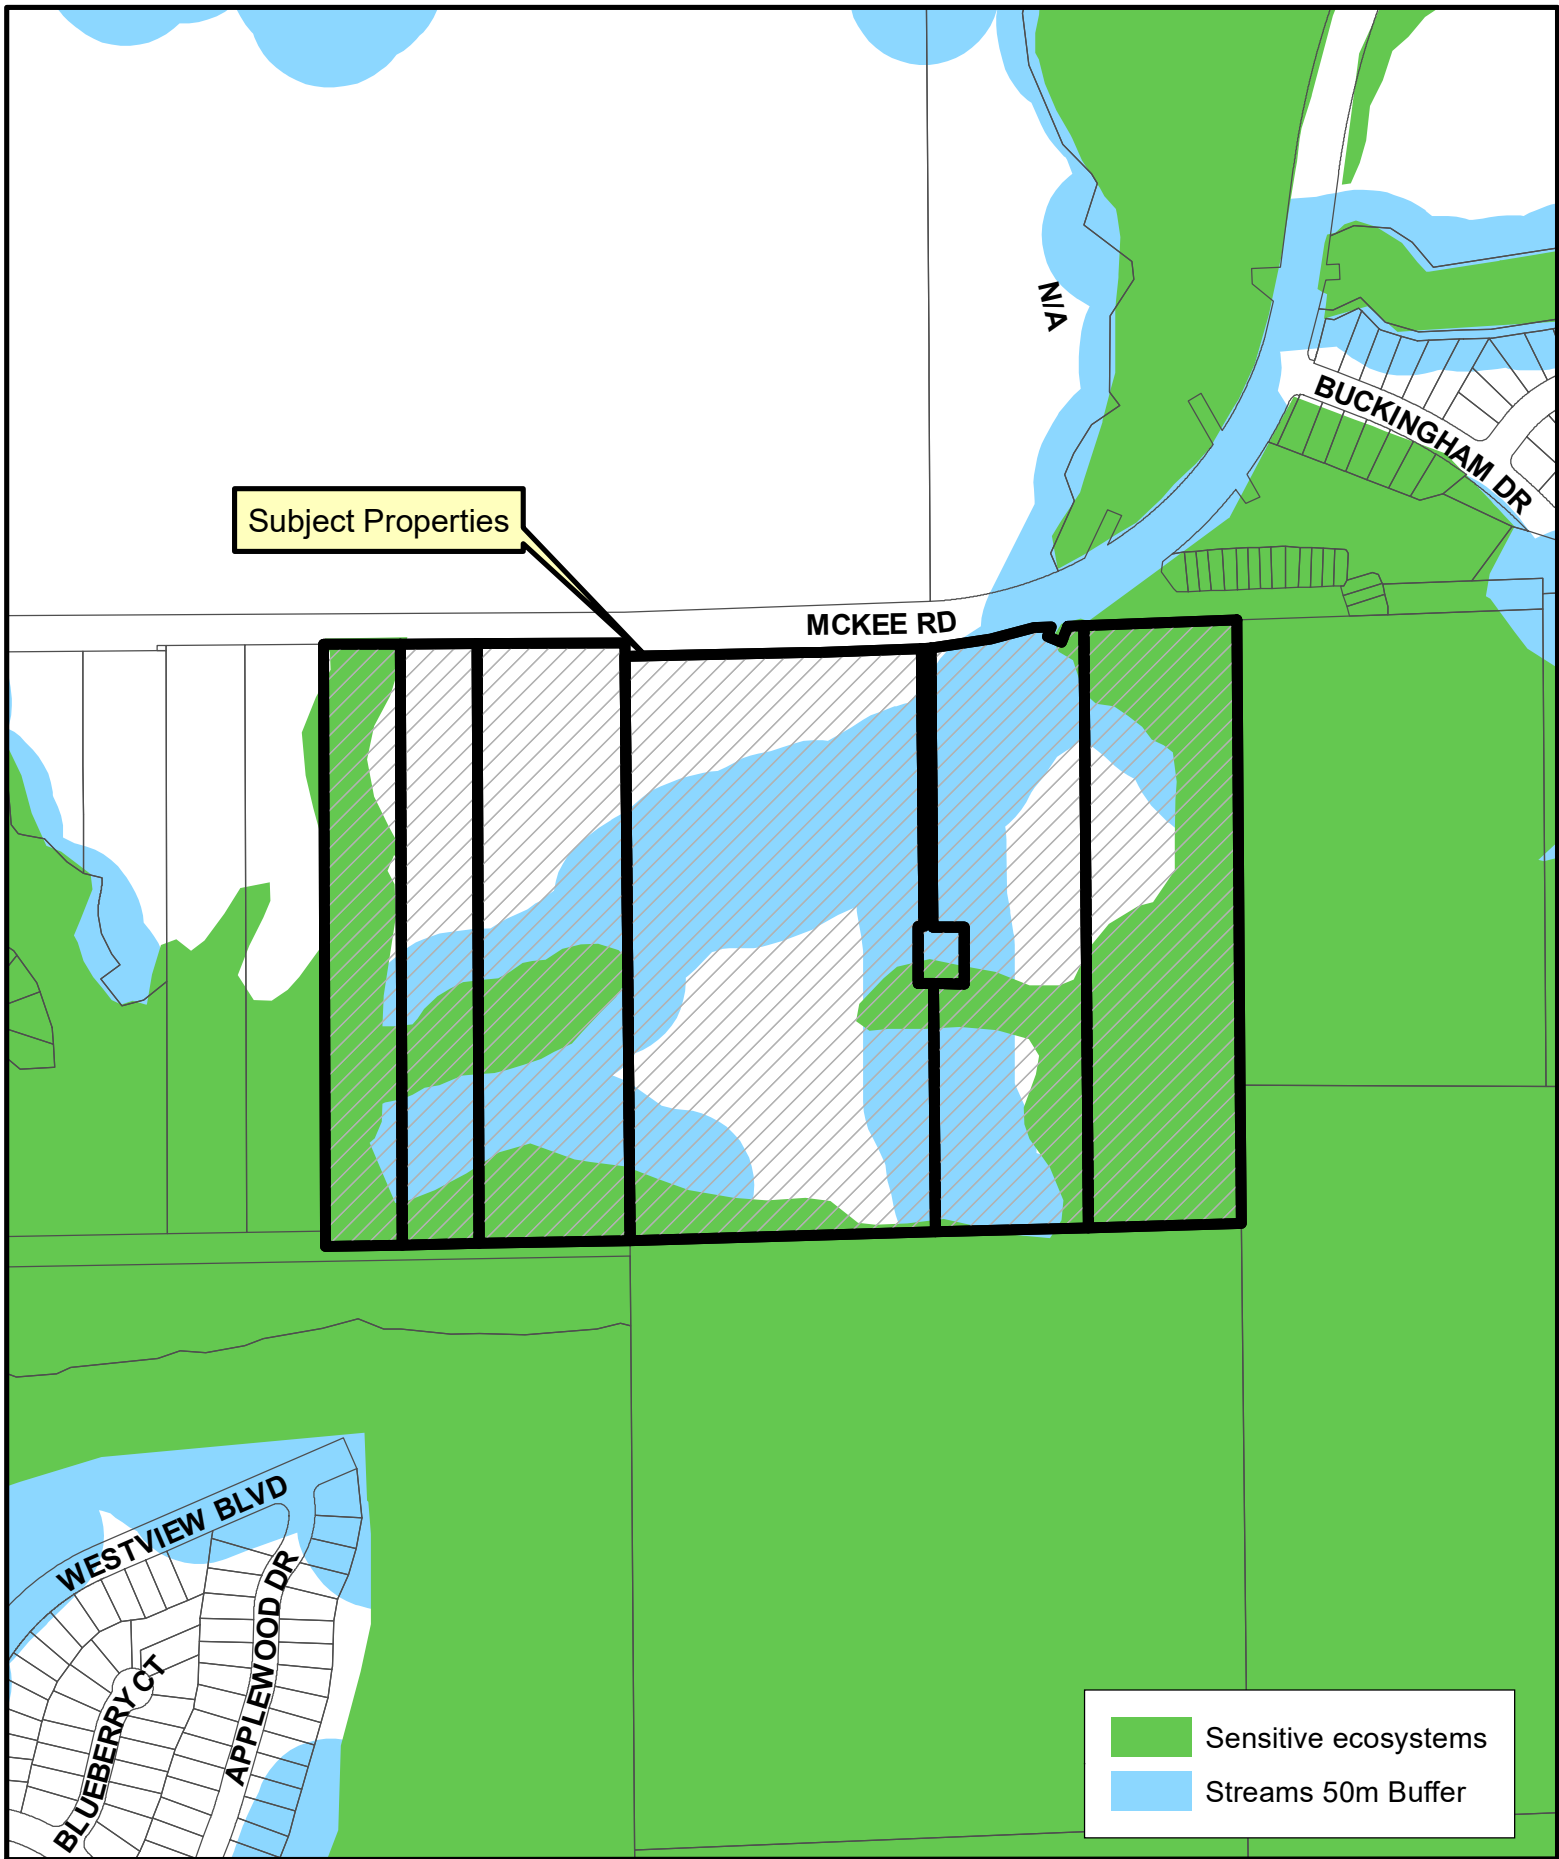 N/A
BUCKINGHAM DR
Subject Properties
MCKEE RD
WESTVIEW BLVD
APPLEWOOD DR
BLUEBERRY CT
Sensitive ecosystems
Streams 50m Buffer